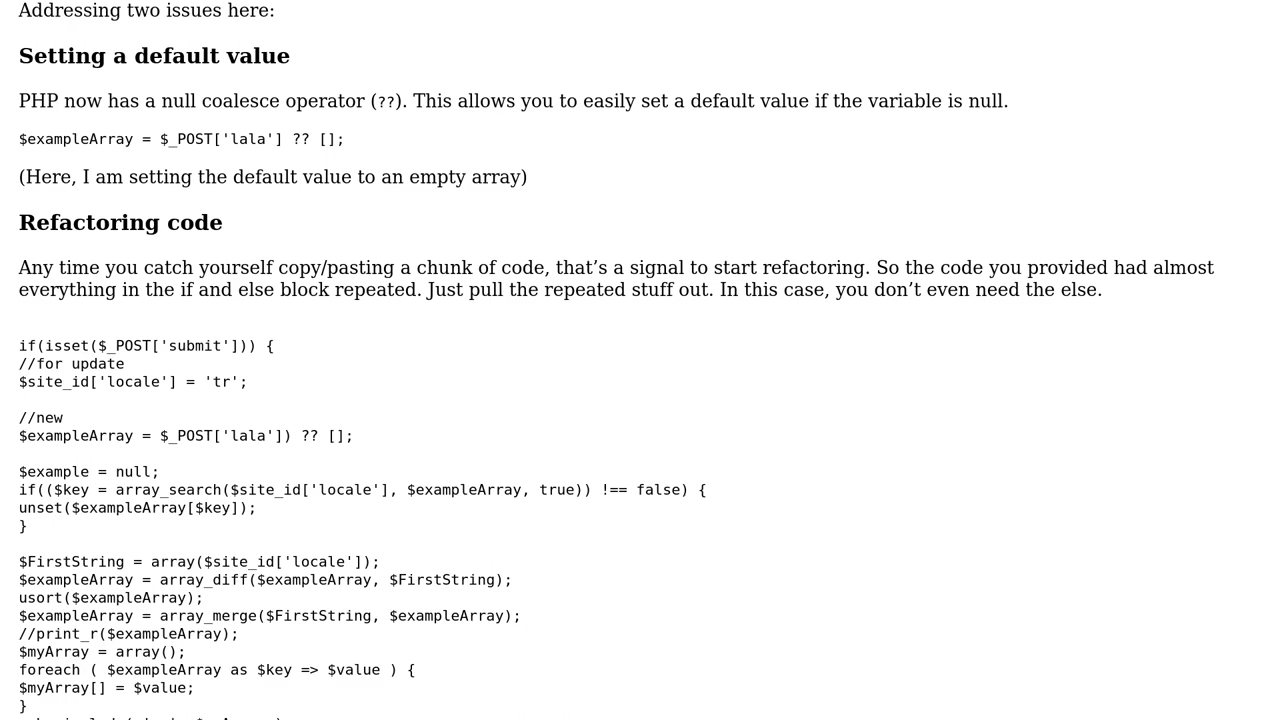 Addressing two issues here:
Setting a default value
PHP now has a null coalesce operator (??). This allows you to easily set a default value if the variable is null.
$exampleArray = $_POST['lala'] ?? [];
(Here, I am setting the default value to an empty array)
Refactoring code
Any time you catch yourself copy/pasting a chunk of code, that’s a signal to start refactoring. So the code you provided had almost
everything in the if and else block repeated. Just pull the repeated stuff out. In this case, you don’t even need the else.
if(isset($_POST['submit'])) {
//for update
$site_id['locale'] = 'tr';
//new
$exampleArray = $_POST['lala']) ?? [];
$example = null;
if(($key = array_search($site_id['locale'], $exampleArray, true)) !== false) {
unset($exampleArray[$key]);
}
$FirstString = array($site_id['locale']);
$exampleArray = array_diff($exampleArray, $FirstString);
usort($exampleArray);
$exampleArray = array_merge($FirstString, $exampleArray);
//print_r($exampleArray);
$myArray = array();
foreach ( $exampleArray as $key => $value ) {
$myArray[] = $value;
}